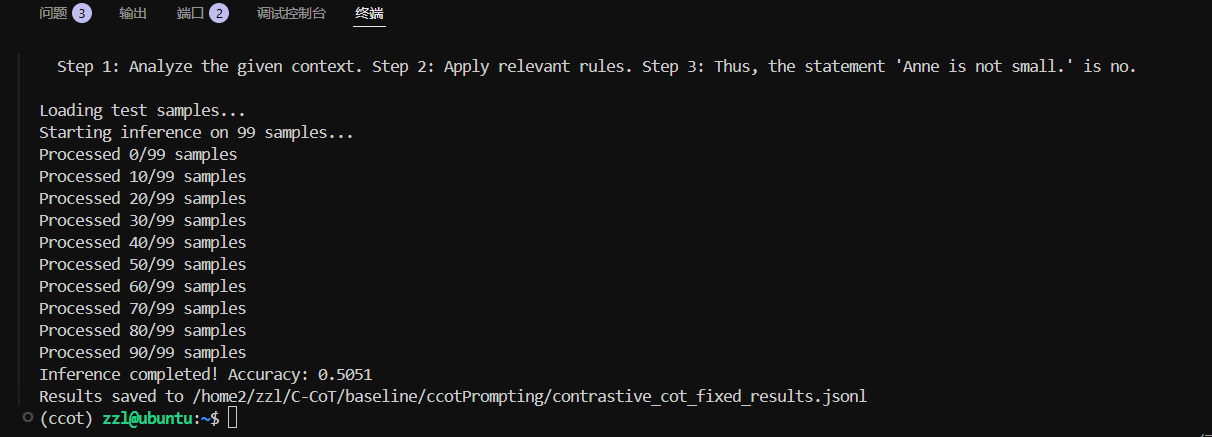 问题 3 输出 端口 2 调试控制台 终端
Step 1: Analyze the given context. Step 2: Apply relevant rules. Step 3: Thus, the statement 'Anne is not small.' is no.
Loading test samples...
Starting inference on 99 samples...
Processed 0/99 samples
Processed 10/99 samples
Processed 20/99 samples
Processed 30/99 samples
Processed 40/99 samples
Processed 50/99 samples
Processed 60/99 samples
Processed 70/99 samples
Processed 80/99 samples
Processed 90/99 samples
Inference completed! Accuracy: 0.5051
Results saved to /home2/zzl/C-CoT/baseline/ccotPrompting/contrastive_cot_fixed_results.jsonl
(ccot) zzl@ubuntu:~$